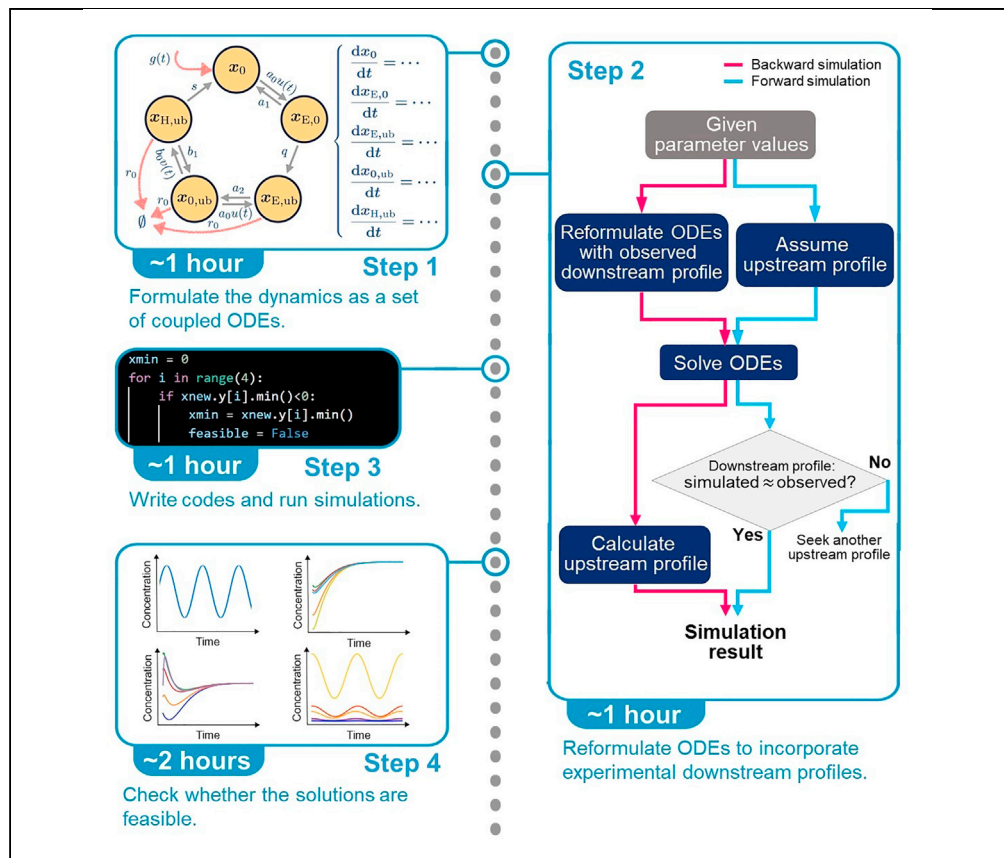 g(t)
x₀
a₀u(t)
a₁
s
x_H,ub
x_E,0
b₀v(t)
b₁
q
r₀
r₀
x₀,ub
a₂
a₀u(t)
x_E,ub
r₀
∅
dx₀/dt = ⋯
dx_E,0/dt = ⋯
dx_E,ub/dt = ⋯
dx₀,ub/dt = ⋯
dx_H,ub/dt = ⋯
~1 hour
Step 1
Formulate the dynamics as a set
of coupled ODEs.
Step 2
Backward simulation
Forward simulation
Given
parameter values
Reformulate ODEs
with observed
downstream profile
Assume
upstream profile
Solve ODEs
Downstream profile:
simulated ≈ observed?
No
Yes
Seek another
upstream profile
Calculate
upstream profile
Simulation
result
~1 hour
Reformulate ODEs to incorporate
experimental downstream profiles.
xmin = 0
for i in range(4):
if xnew.y[i].min()<0:
xmin = xnew.y[i].min()
feasible = False
~1 hour
Step 3
Write codes and run simulations.
Concentration
Time
Concentration
Time
Concentration
Time
Concentration
Time
~2 hours
Step 4
Check whether the solutions are
feasible.